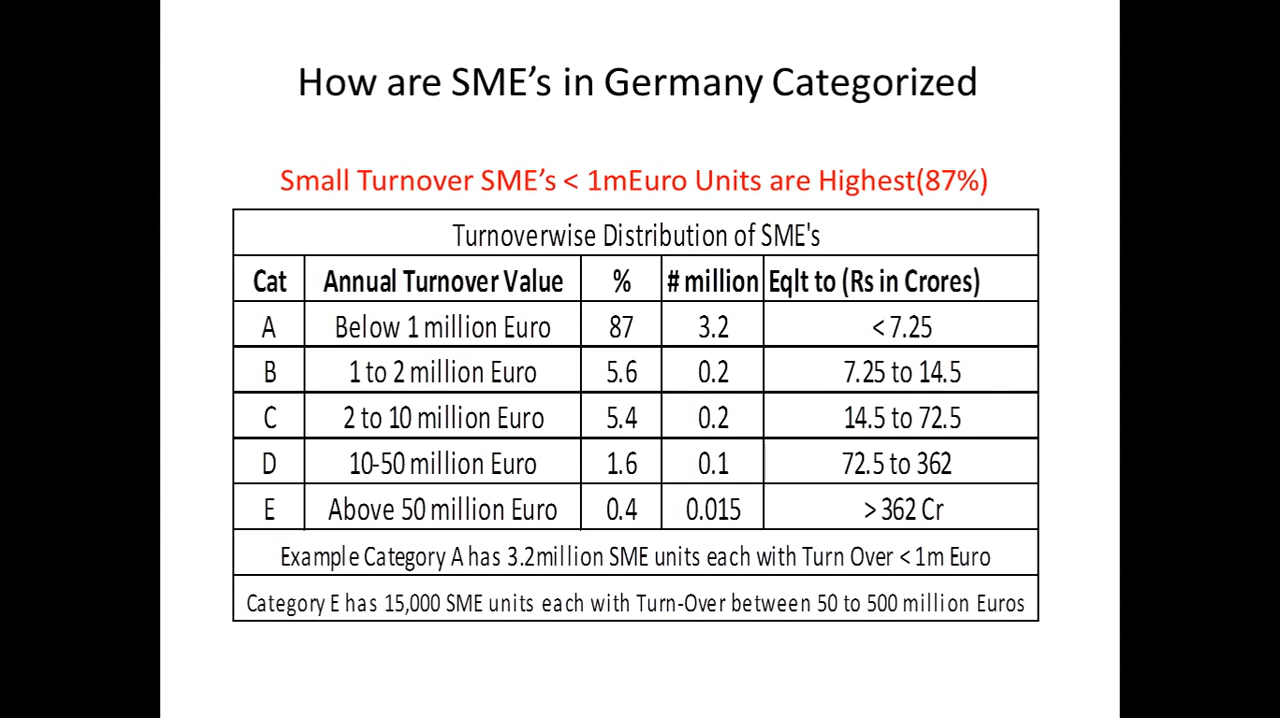 How are SME’s in Germany Categorized
Small Turnover SME’s < 1mEuro Units are Highest(87%)
Turnoverwise Distribution of SME's
Cat Annual Turnover Value % # million Eqlt to (Rs in Crores)
A Below 1 million Euro 87 3.2 < 7.25
B 1 to 2 million Euro 5.6 0.2 7.25 to 14.5
C 2 to 10 million Euro 5.4 0.2 14.5 to 72.5
D 10-50 million Euro 1.6 0.1 72.5 to 362
E Above 50 million Euro 0.4 0.015 > 362 Cr
Example Category A has 3.2million SME units each with Turn Over < 1m Euro
Category E has 15,000 SME units each with Turn-Over between 50 to 500 million Euros